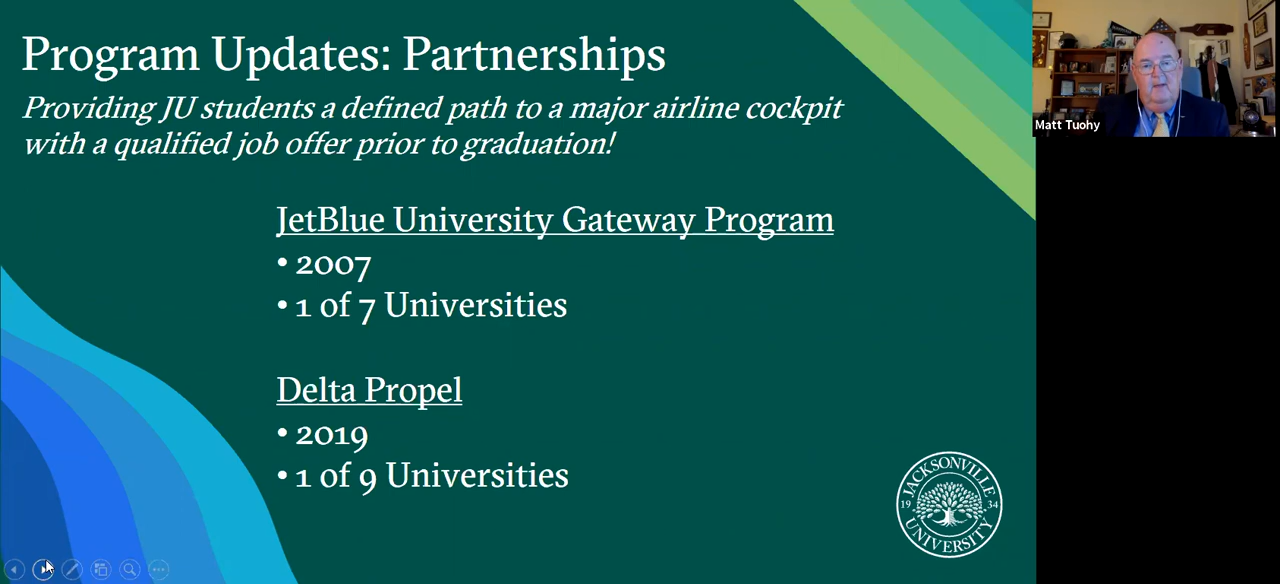 Program Updates: Partnerships
Providing JU students a defined path to a major airline cockpit
with a qualified job offer prior to graduation!
JetBlue University Gateway Program
• 2007
• 1 of 7 Universities
Delta Propel
• 2019
• 1 of 9 Universities
JACKSONVILLE
19 34
UNIVERSITY
Matt Tuohy